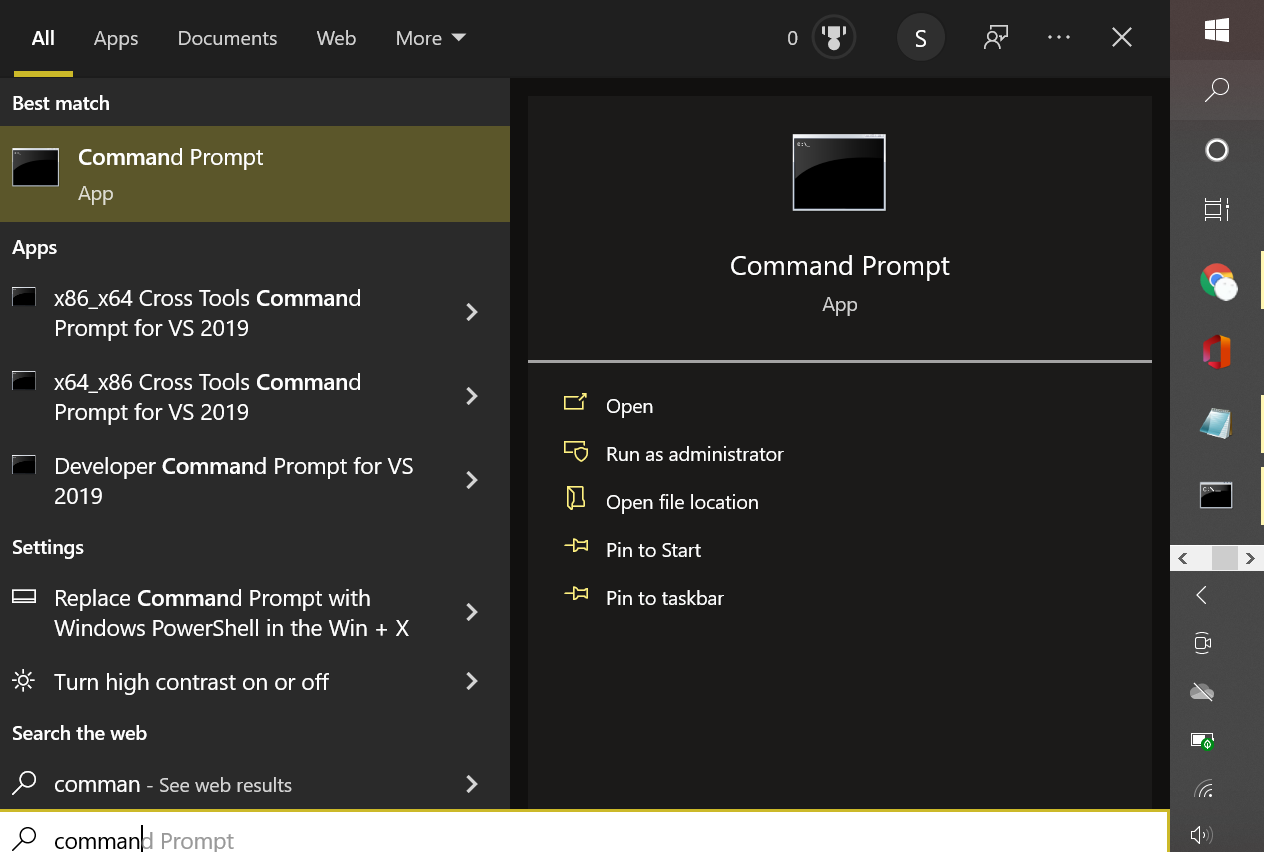 All Apps Documents Web More 0 S
Best match
Command Prompt
App
Apps
x86_x64 Cross Tools Command
Prompt for VS 2019
x64_x86 Cross Tools Command
Prompt for VS 2019
Developer Command Prompt for VS
2019
Settings
Replace Command Prompt with
Windows PowerShell in the Win + X
Turn high contrast on or off
Search the web
comman - See web results
command Prompt
C:\_
Command Prompt
App
Open
Run as administrator
Open file location
Pin to Start
Pin to taskbar